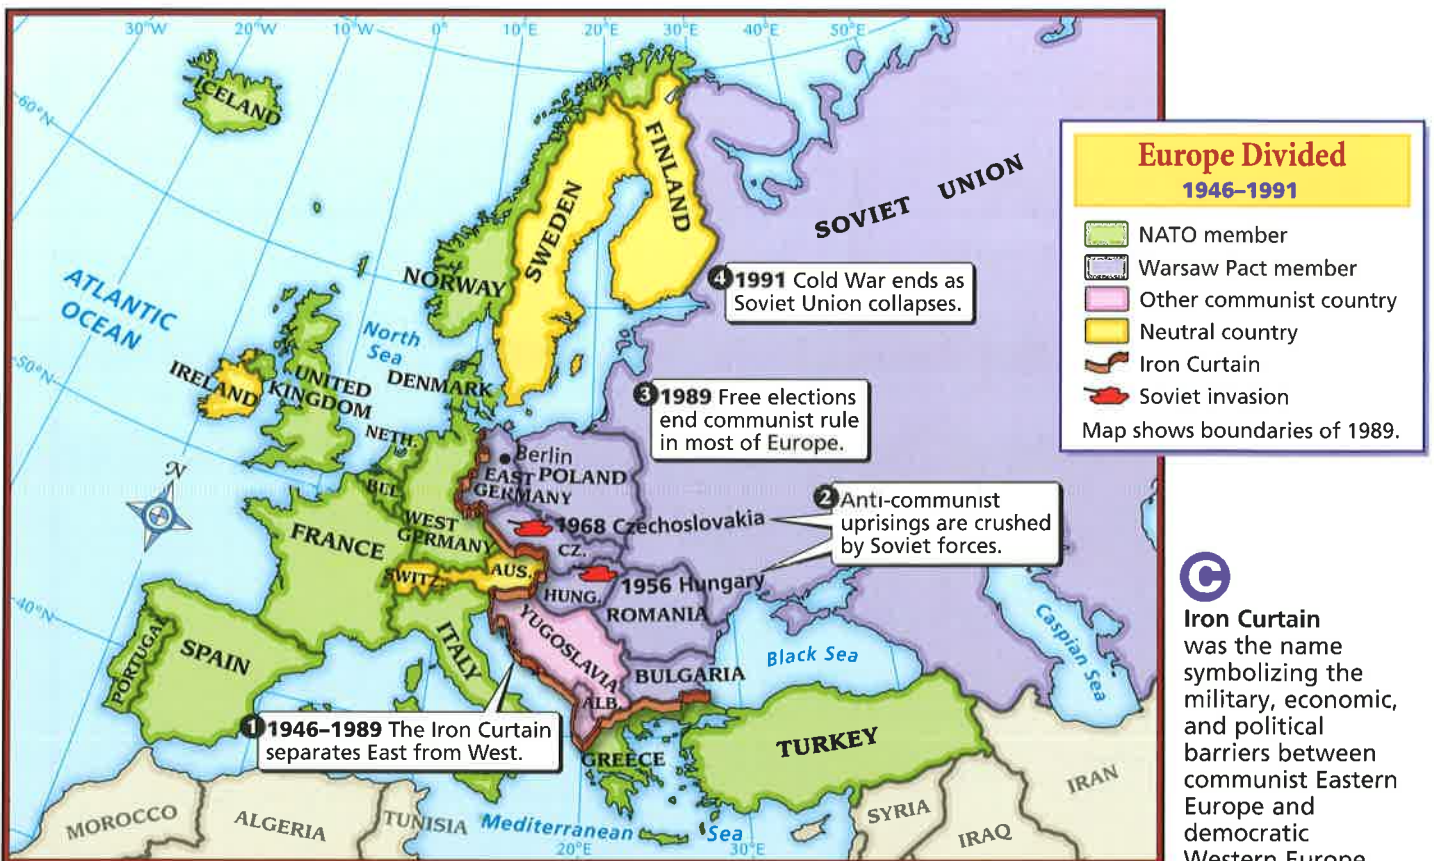 30°W
20°W
10°W
0°
10°E
20°E
30°E
40°E
50°E
60°N
50°N
40°N
20°E
30°E
ICELAND
ATLANTIC
OCEAN
NORWAY
SWEDEN
FINLAND
SOVIET UNION
North
Sea
DENMARK
IRELAND
UNITED
KINGDOM
NETH.
BEL.
Berlin
EAST
GERMANY
POLAND
WEST
GERMANY
FRANCE
SWITZ.
AUS.
CZ.
HUNG.
ROMANIA
YUGOSLAVIA
BULGARIA
ALB.
ITALY
SPAIN
PORTUGAL
GREECE
TURKEY
Black Sea
Caspian Sea
Mediterranean Sea
MOROCCO
ALGERIA
TUNISIA
SYRIA
IRAQ
IRAN
N
1968 Czechoslovakia
1956 Hungary
4 1991 Cold War ends as
Soviet Union collapses.
3 1989 Free elections
end communist rule
in most of Europe.
2 Anti-communist
uprisings are crushed
by Soviet forces.
1 1946–1989 The Iron Curtain
separates East from West.
Europe Divided
1946–1991
NATO member
Warsaw Pact member
Other communist country
Neutral country
Iron Curtain
Soviet invasion
Map shows boundaries of 1989.
C
Iron Curtain
was the name
symbolizing the
military, economic,
and political
barriers between
communist Eastern
Europe and
democratic
Western Europe